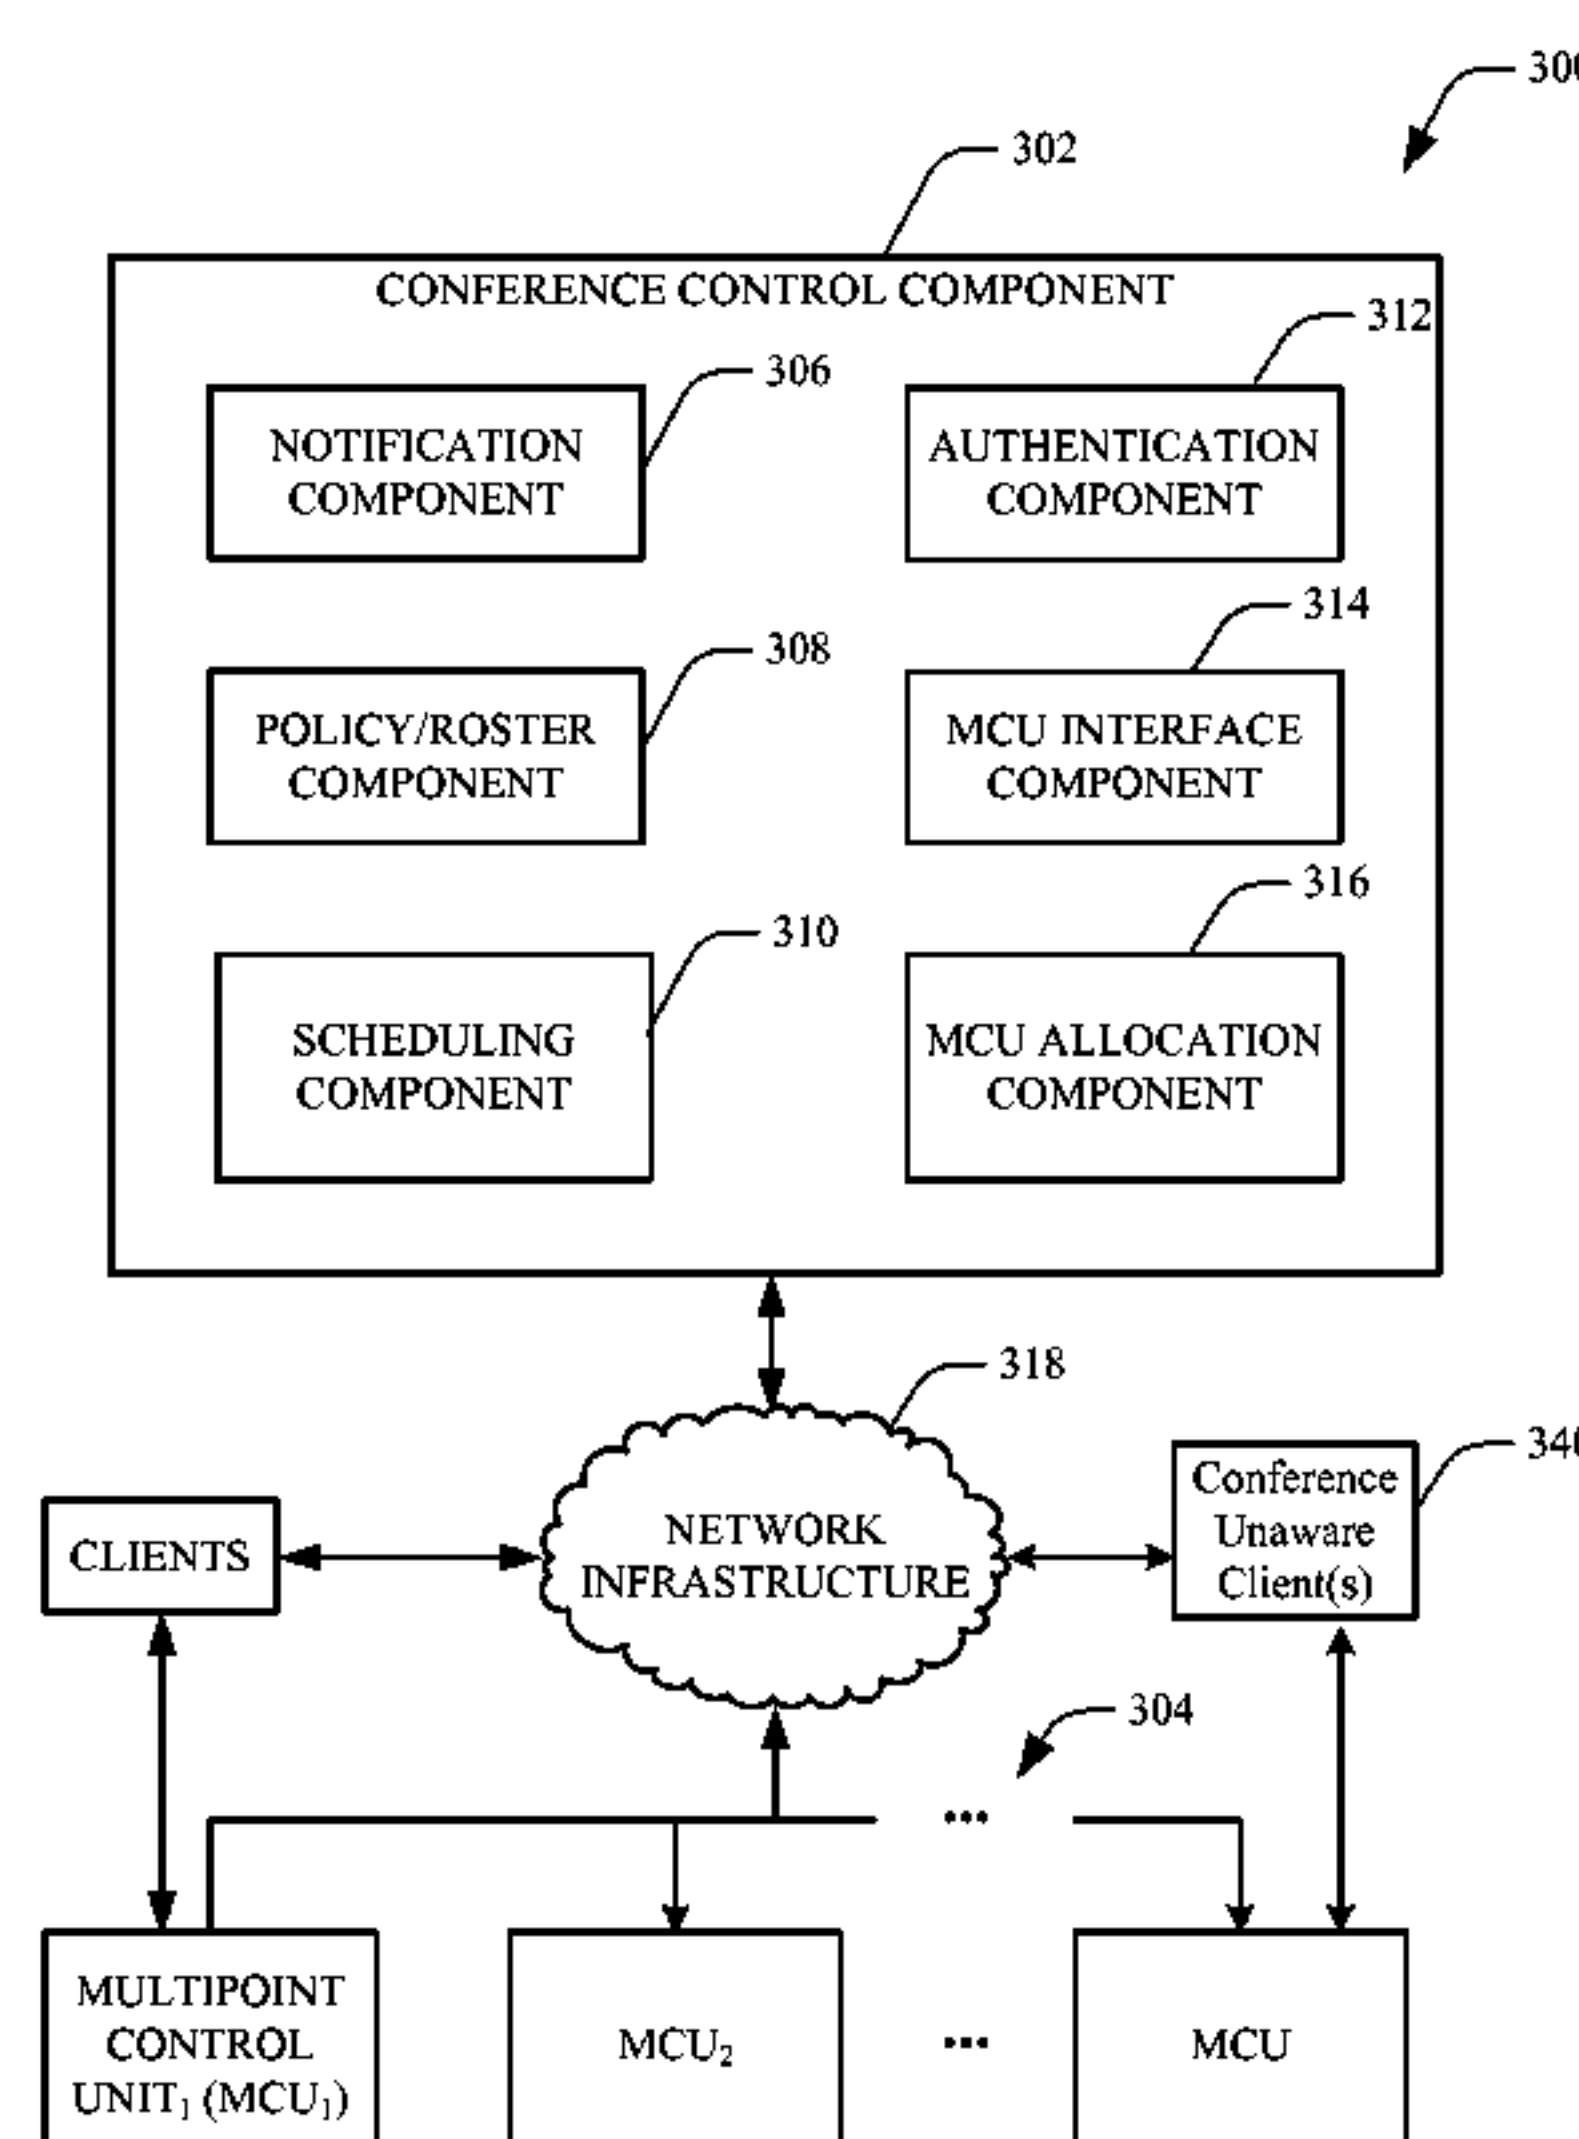 300
302
CONFERENCE CONTROL COMPONENT
312
306
NOTIFICATION
COMPONENT
AUTHENTICATION
COMPONENT
314
308
POLICY/ROSTER
COMPONENT
MCU INTERFACE
COMPONENT
316
310
SCHEDULING
COMPONENT
MCU ALLOCATION
COMPONENT
318
340
Conference
Unaware
Client(s)
CLIENTS
NETWORK
INFRASTRUCTURE
304
...
MULTIPOINT
CONTROL
UNIT₁ (MCU₁)
MCU₂
...
MCU